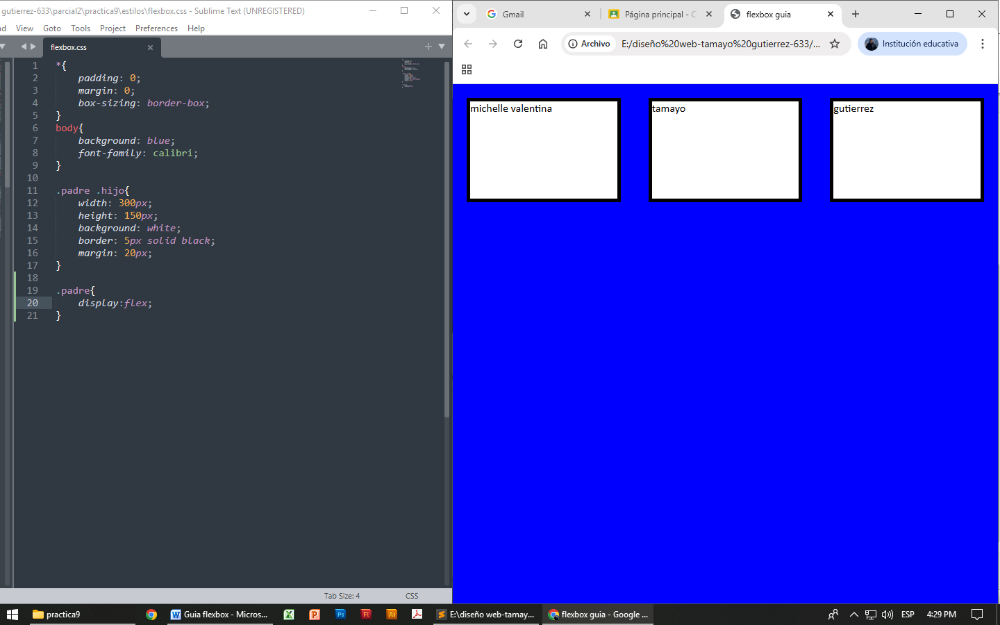 gutierrez-633\parcial2\practica9\estilos\flexbox.css - Sublime Text (UNREGISTERED)
nd View Goto Tools Project Preferences Help
flexbox.css
1 *{
2 padding: 0;
3 margin: 0;
4 box-sizing: border-box;
5 }
6 body{
7 background: blue;
8 font-family: calibri;
9 }
10
11 .padre .hijo{
12 width: 300px;
13 height: 150px;
14 background: white;
15 border: 5px solid black;
16 margin: 20px;
17 }
18
19 .padre{
20 display:flex;
21 }
Tab Size: 4 CSS
Gmail
Página principal - C
flexbox guia
Archivo E:/diseño%20web-tamayo%20gutierrez-633/...
Institución educativa
michelle valentina
tamayo
gutierrez
practica9
Guia flexbox - Micros...
Ps
Fl
Ai
E:\diseño web-tamay...
flexbox guia - Google ...
ESP
4:29 PM